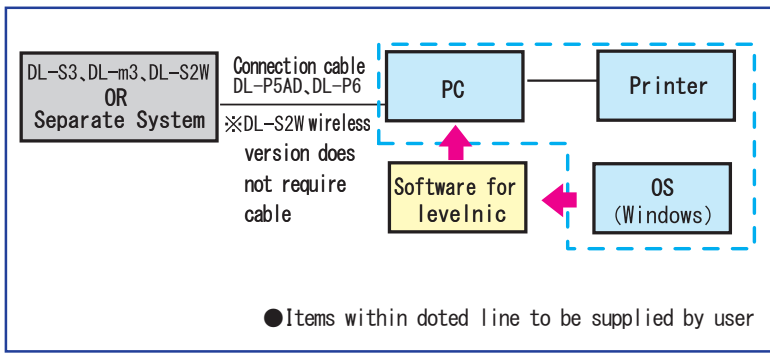 DL-S3、DL-m3、DL-S2W
OR
Separate System
Connection cable
DL-P5AD、DL-P6
※DL-S2W wireless
version does
not require
cable
PC
Printer
Software for
levelnic
OS
(Windows)
●Items within doted line to be supplied by user